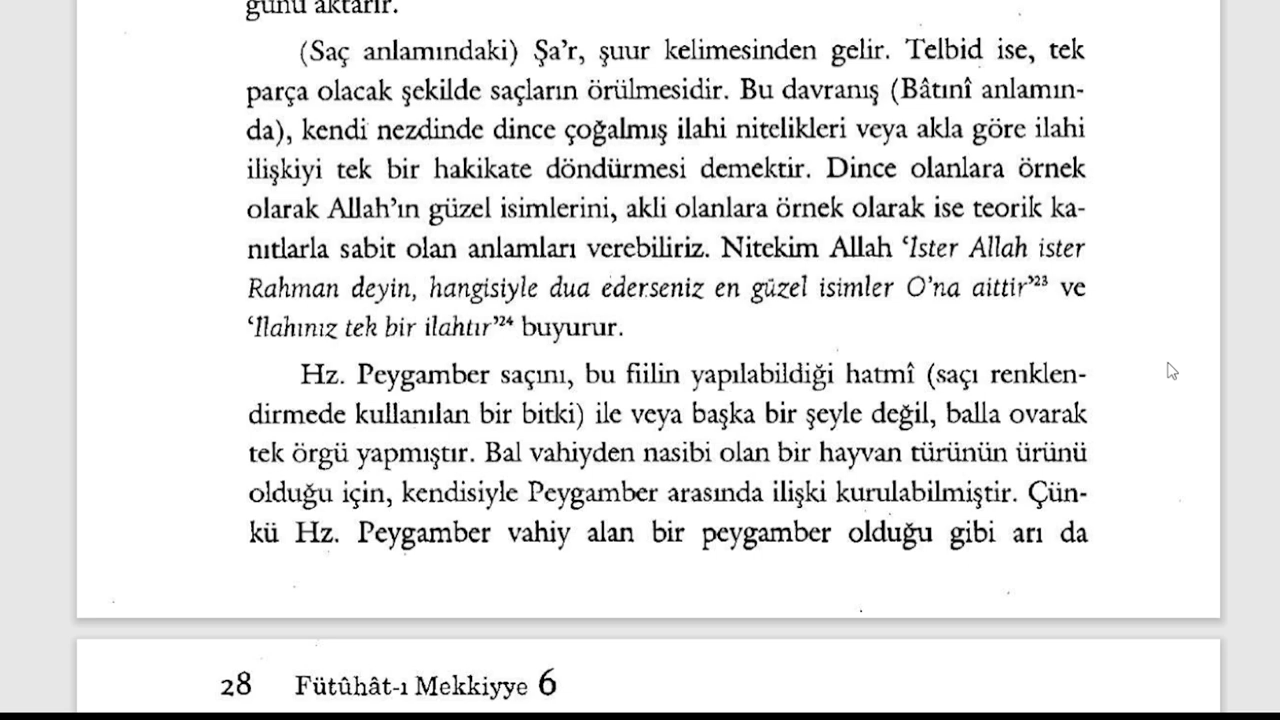 günü aktarır.
(Saç anlamındaki) Şa’r, şuur kelimesinden gelir. Telbid ise, tek
parça olacak şekilde saçların örülmesidir. Bu davranış (Bâtınî anlamın-
da), kendi nezdinde dince çoğalmış ilahi nitelikleri veya akla göre ilahi
ilişkiyi tek bir hakikate döndürmesi demektir. Dince olanlara örnek
olarak Allah’ın güzel isimlerini, akli olanlara örnek olarak ise teorik ka-
nıtlarla sabit olan anlamları verebiliriz. Nitekim Allah ‘Ister Allah ister
Rahman deyin, hangisiyle dua ederseniz en güzel isimler O’na aittir’²³ ve
‘Ilahınız tek bir ilahtır’²⁴ buyurur.
Hz. Peygamber saçını, bu fiilin yapılabildiği hatmî (saçı renklen-
dirmede kullanılan bir bitki) ile veya başka bir şeyle değil, balla ovarak
tek örgü yapmıştır. Bal vahiyden nasibi olan bir hayvan türünün ürünü
olduğu için, kendisiyle Peygamber arasında ilişki kurulabilmiştir. Çün-
kü Hz. Peygamber vahiy alan bir peygamber olduğu gibi arı da
28 Fütûhât-ı Mekkiyye 6